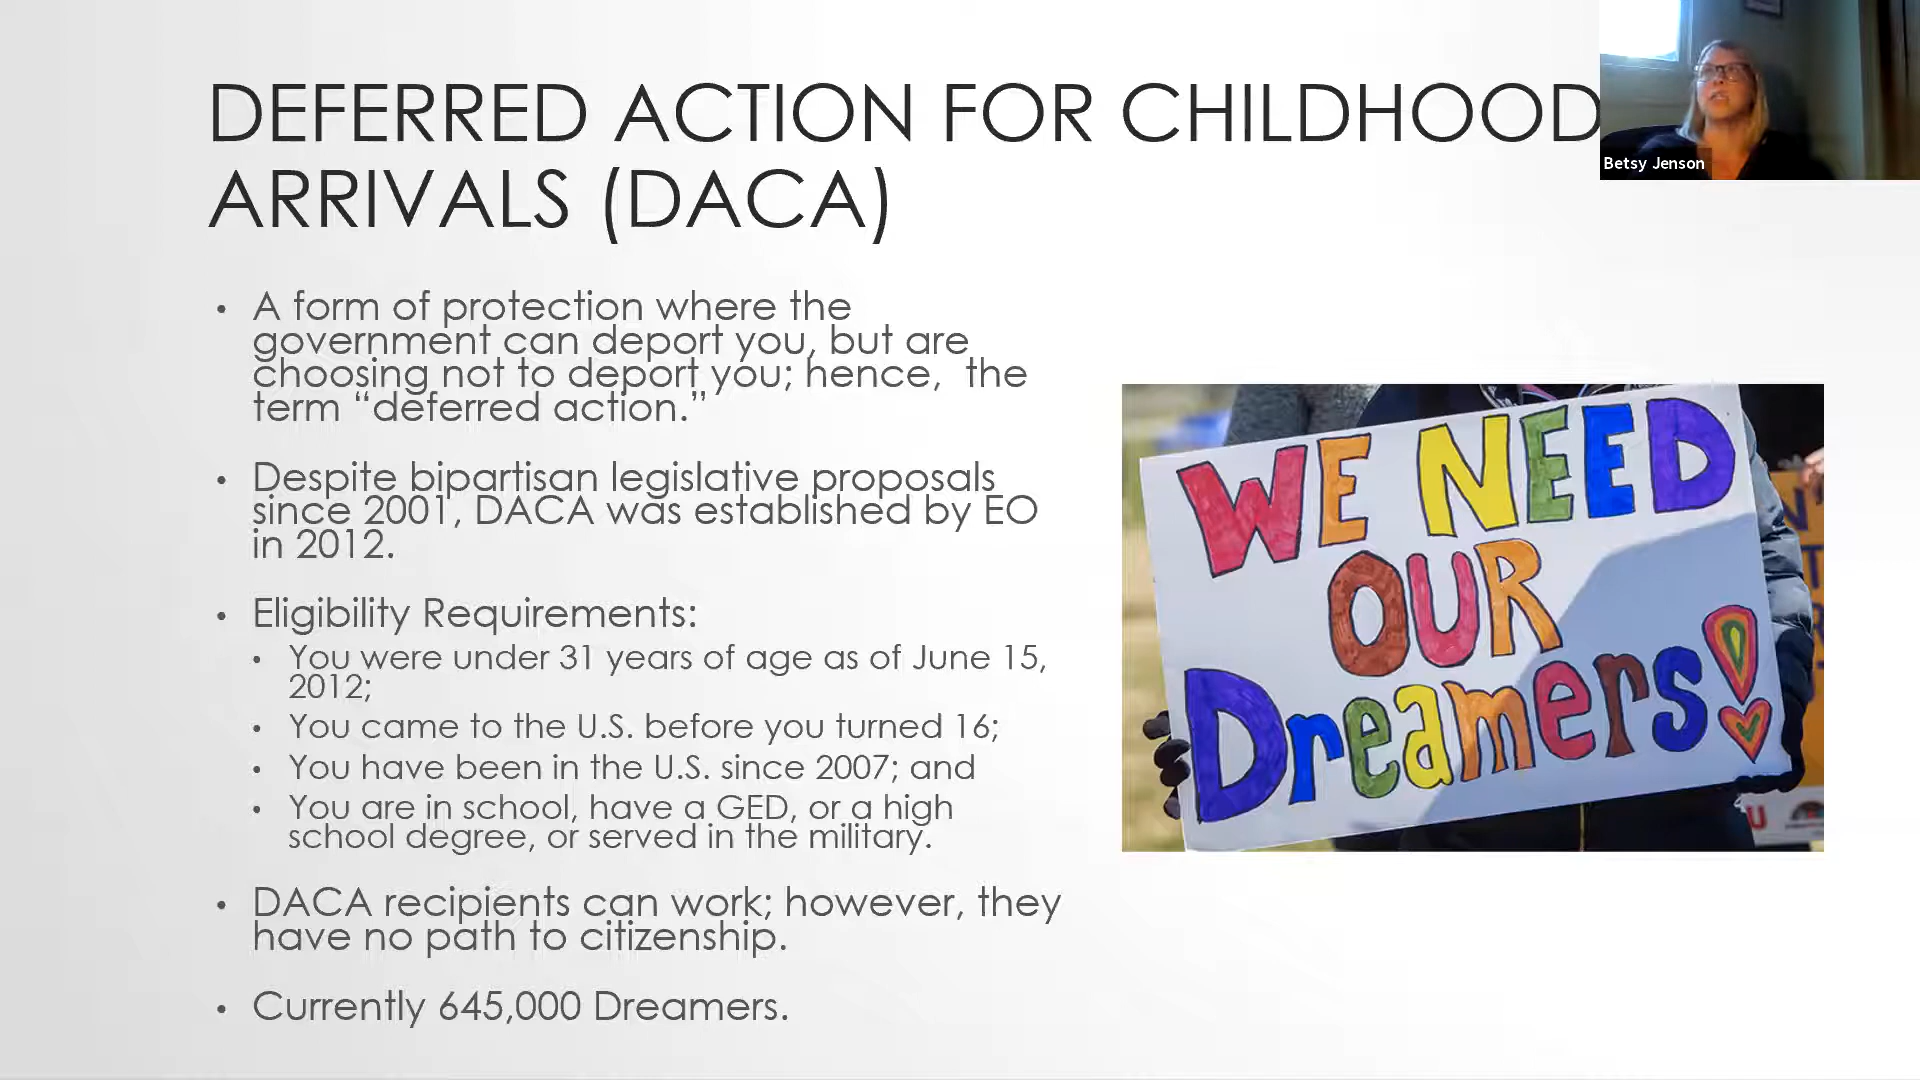 DEFERRED ACTION FOR CHILDHOOD
ARRIVALS (DACA)
Betsy Jenson
• A form of protection where the
government can deport you, but are
choosing not to deport you; hence, the
term “deferred action.”
• Despite bipartisan legislative proposals
since 2001, DACA was established by EO
in 2012.
• Eligibility Requirements:
• You were under 31 years of age as of June 15,
2012;
• You came to the U.S. before you turned 16;
• You have been in the U.S. since 2007; and
• You are in school, have a GED, or a high
school degree, or served in the military.
• DACA recipients can work; however, they
have no path to citizenship.
• Currently 645,000 Dreamers.
WE NEED
OUR
Dreamers!